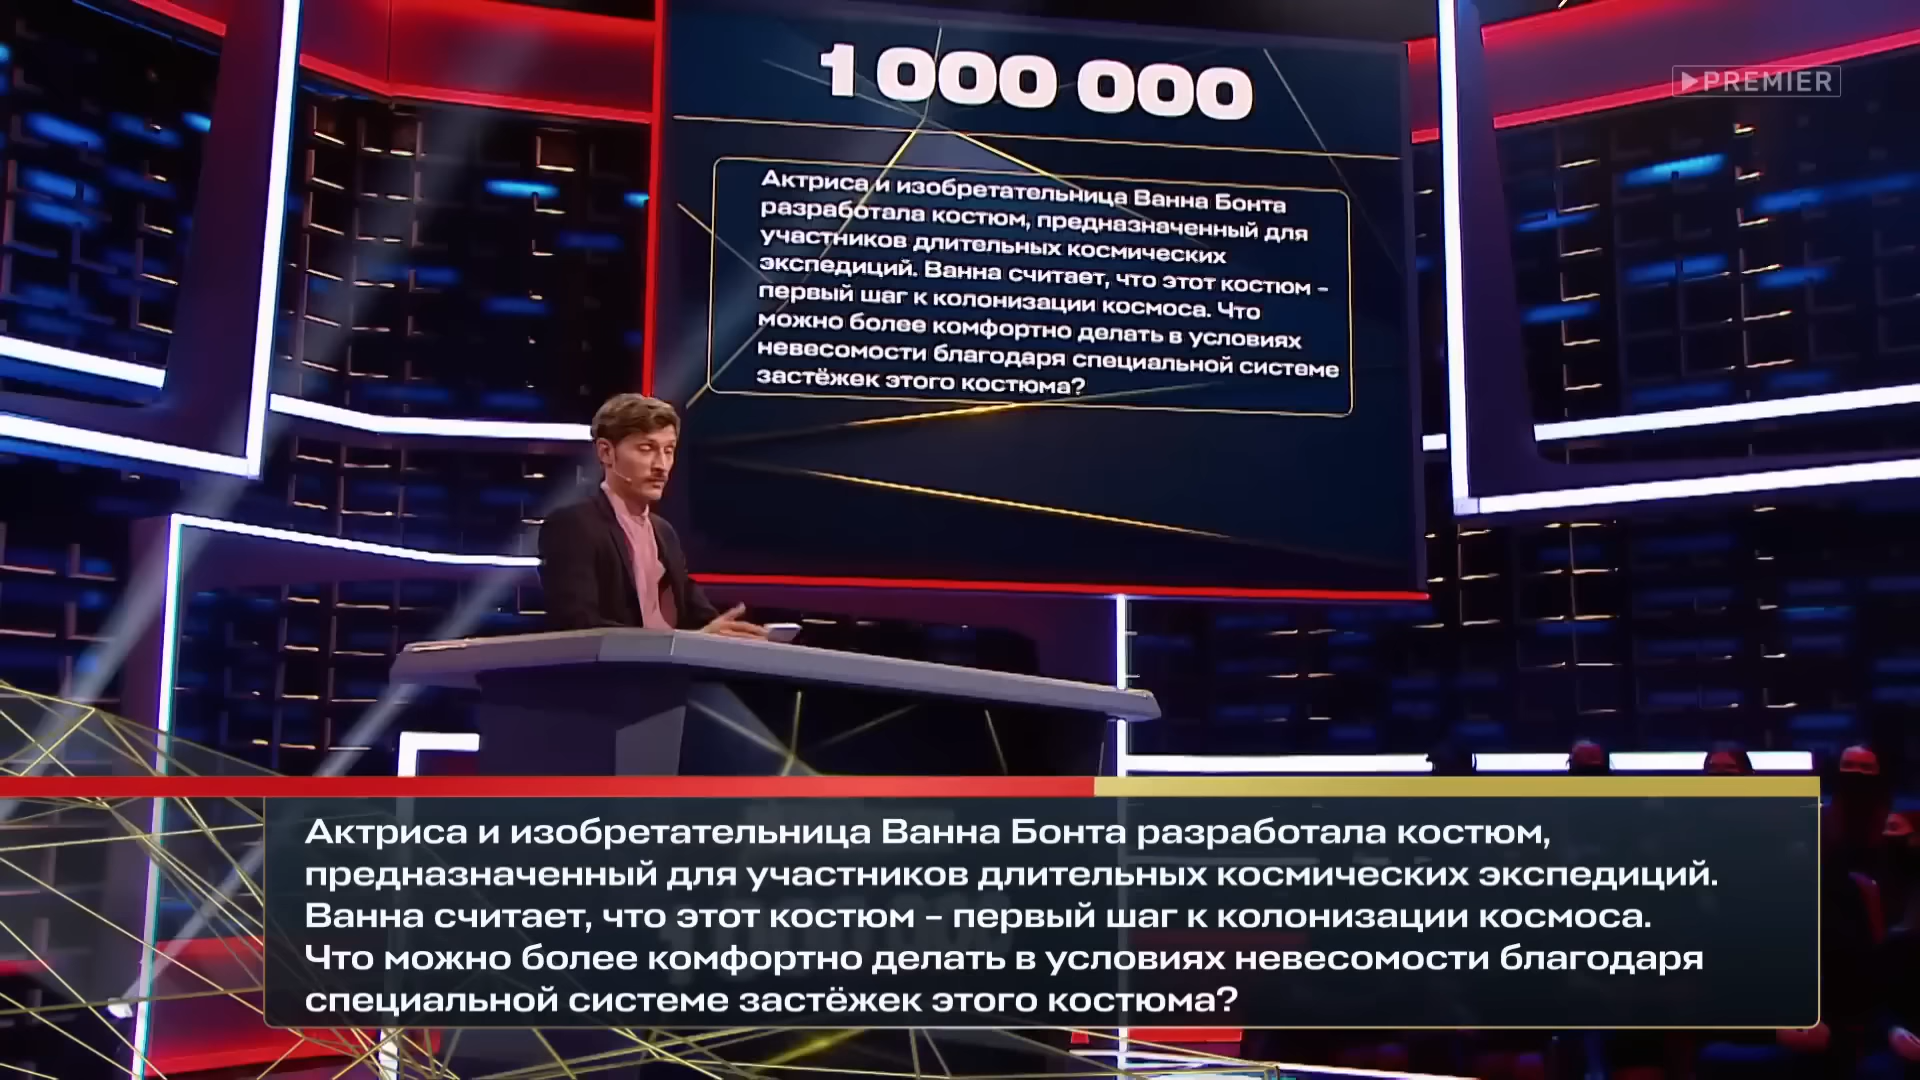 1 000 000
PREMIER
Актриса и изобретательница Ванна Бонта
разработала костюм, предназначенный для
участников длительных космических
экспедиций. Ванна считает, что этот костюм –
первый шаг к колонизации космоса. Что
можно более комфортно делать в условиях
невесомости благодаря специальной системе
застёжек этого костюма?
Актриса и изобретательница Ванна Бонта разработала костюм,
предназначенный для участников длительных космических экспедиций.
Ванна считает, что этот костюм – первый шаг к колонизации космоса.
Что можно более комфортно делать в условиях невесомости благодаря
специальной системе застёжек этого костюма?